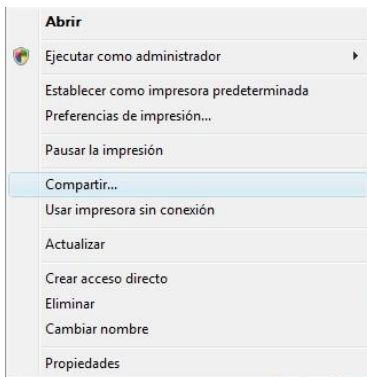 Abrir
Ejecutar como administrador
Establecer como impresora predeterminada
Preferencias de impresión...
Pausar la impresión
Compartir...
Usar impresora sin conexión
Actualizar
Crear acceso directo
Eliminar
Cambiar nombre
Propiedades